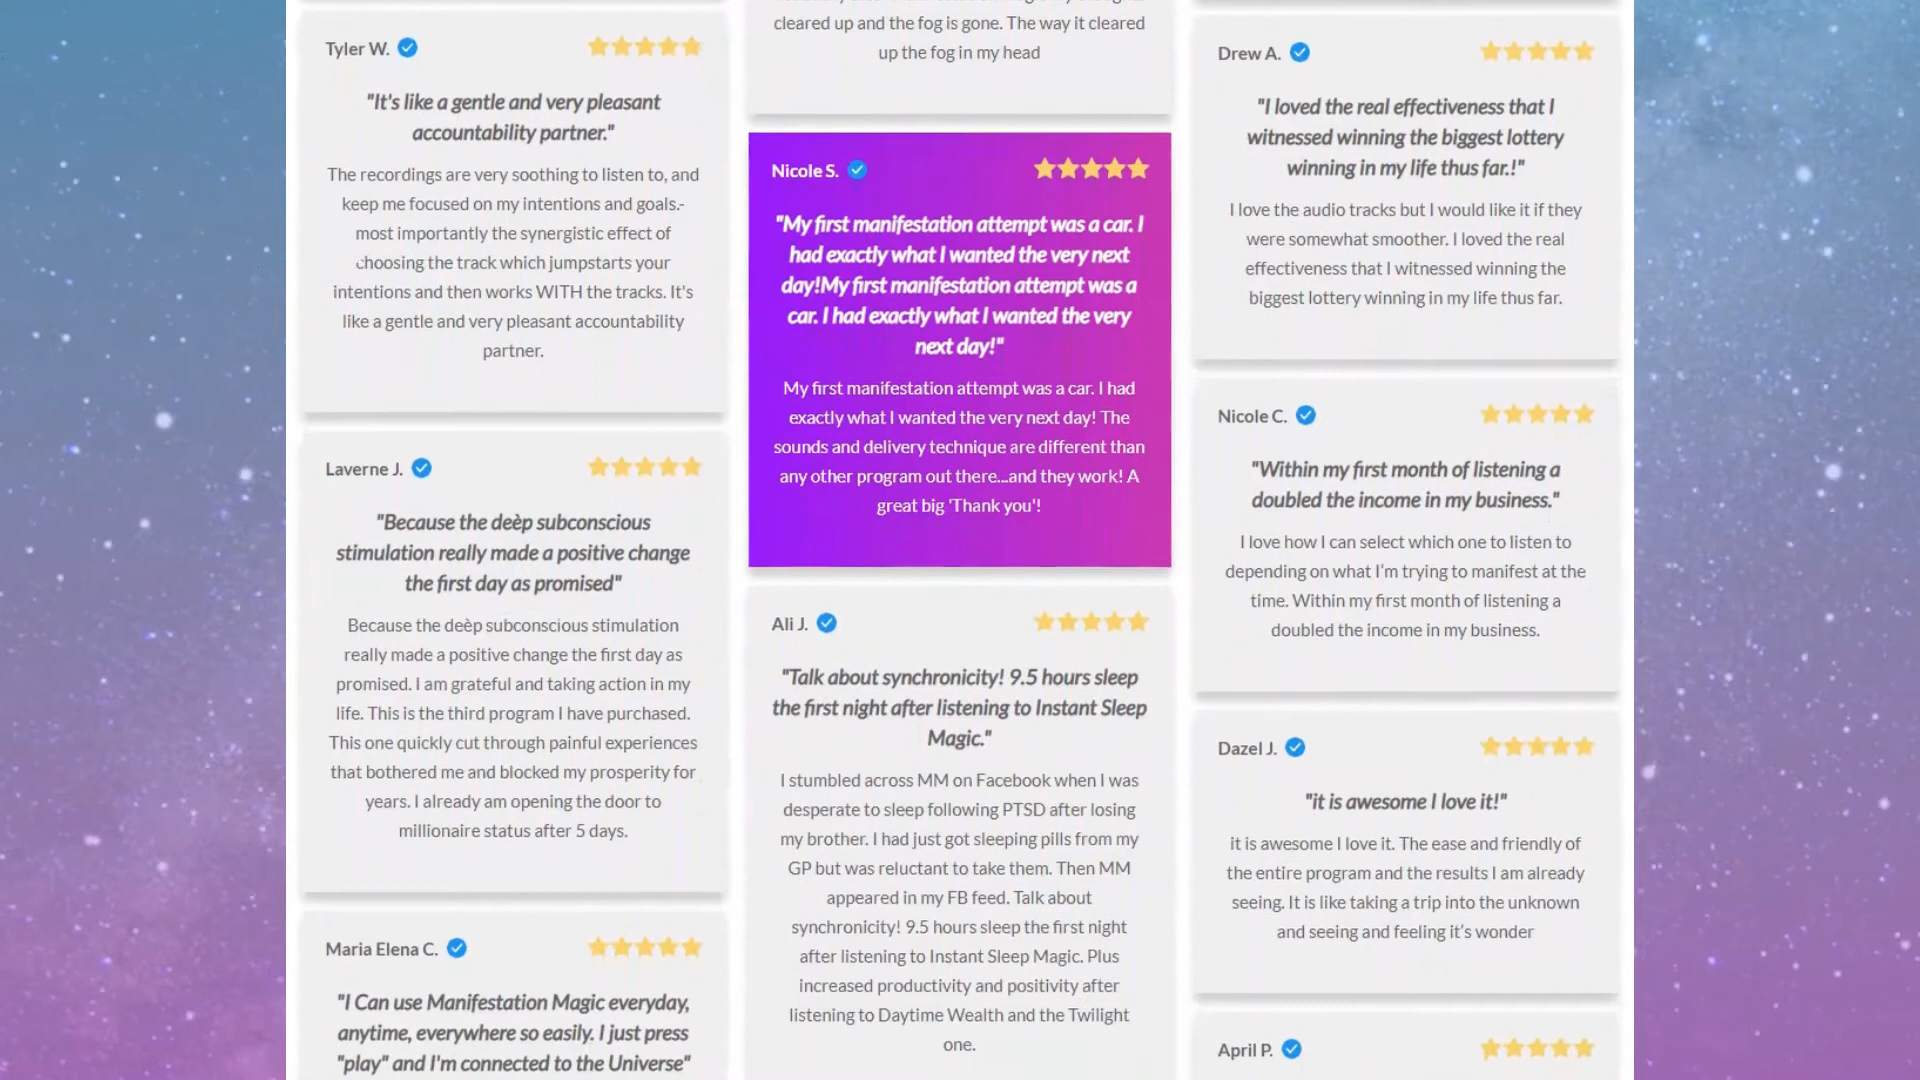 Tyler W.
"It's like a gentle and very pleasant
accountability partner."
The recordings are very soothing to listen to, and
keep me focused on my intentions and goals.-
most importantly the synergistic effect of
choosing the track which jumpstarts your
intentions and then works WITH the tracks. It's
like a gentle and very pleasant accountability
partner.
Laverne J.
"Because the deèp subconscious
stimulation really made a positive change
the first day as promised"
Because the deèp subconscious stimulation
really made a positive change the first day as
promised. I am grateful and taking action in my
life. This is the third program I have purchased.
This one quickly cut through painful experiences
that bothered me and blocked my prosperity for
years. I already am opening the door to
millionaire status after 5 days.
Maria Elena C.
"I Can use Manifestation Magic everyday,
anytime, everywhere so easily. I just press
"play" and I'm connected to the Universe"
cleared up and the fog is gone. The way it cleared
up the fog in my head
Nicole S.
"My first manifestation attempt was a car. I
had exactly what I wanted the very next
day!My first manifestation attempt was a
car. I had exactly what I wanted the very
next day!"
My first manifestation attempt was a car. I had
exactly what I wanted the very next day! The
sounds and delivery technique are different than
any other program out there...and they work! A
great big 'Thank you'!
Ali J.
"Talk about synchronicity! 9.5 hours sleep
the first night after listening to Instant Sleep
Magic."
I stumbled across MM on Facebook when I was
desperate to sleep following PTSD after losing
my brother. I had just got sleeping pills from my
GP but was reluctant to take them. Then MM
appeared in my FB feed. Talk about
synchronicity! 9.5 hours sleep the first night
after listening to Instant Sleep Magic. Plus
increased productivity and positivity after
listening to Daytime Wealth and the Twilight
one.
Drew A.
"I loved the real effectiveness that I
witnessed winning the biggest lottery
winning in my life thus far.!"
I love the audio tracks but I would like it if they
were somewhat smoother. I loved the real
effectiveness that I witnessed winning the
biggest lottery winning in my life thus far.
Nicole C.
"Within my first month of listening a
doubled the income in my business."
I love how I can select which one to listen to
depending on what I'm trying to manifest at the
time. Within my first month of listening a
doubled the income in my business.
Dazel J.
"it is awesome I love it!"
it is awesome I love it. The ease and friendly of
the entire program and the results I am already
seeing. It is like taking a trip into the unknown
and seeing and feeling it's wonder
April P.